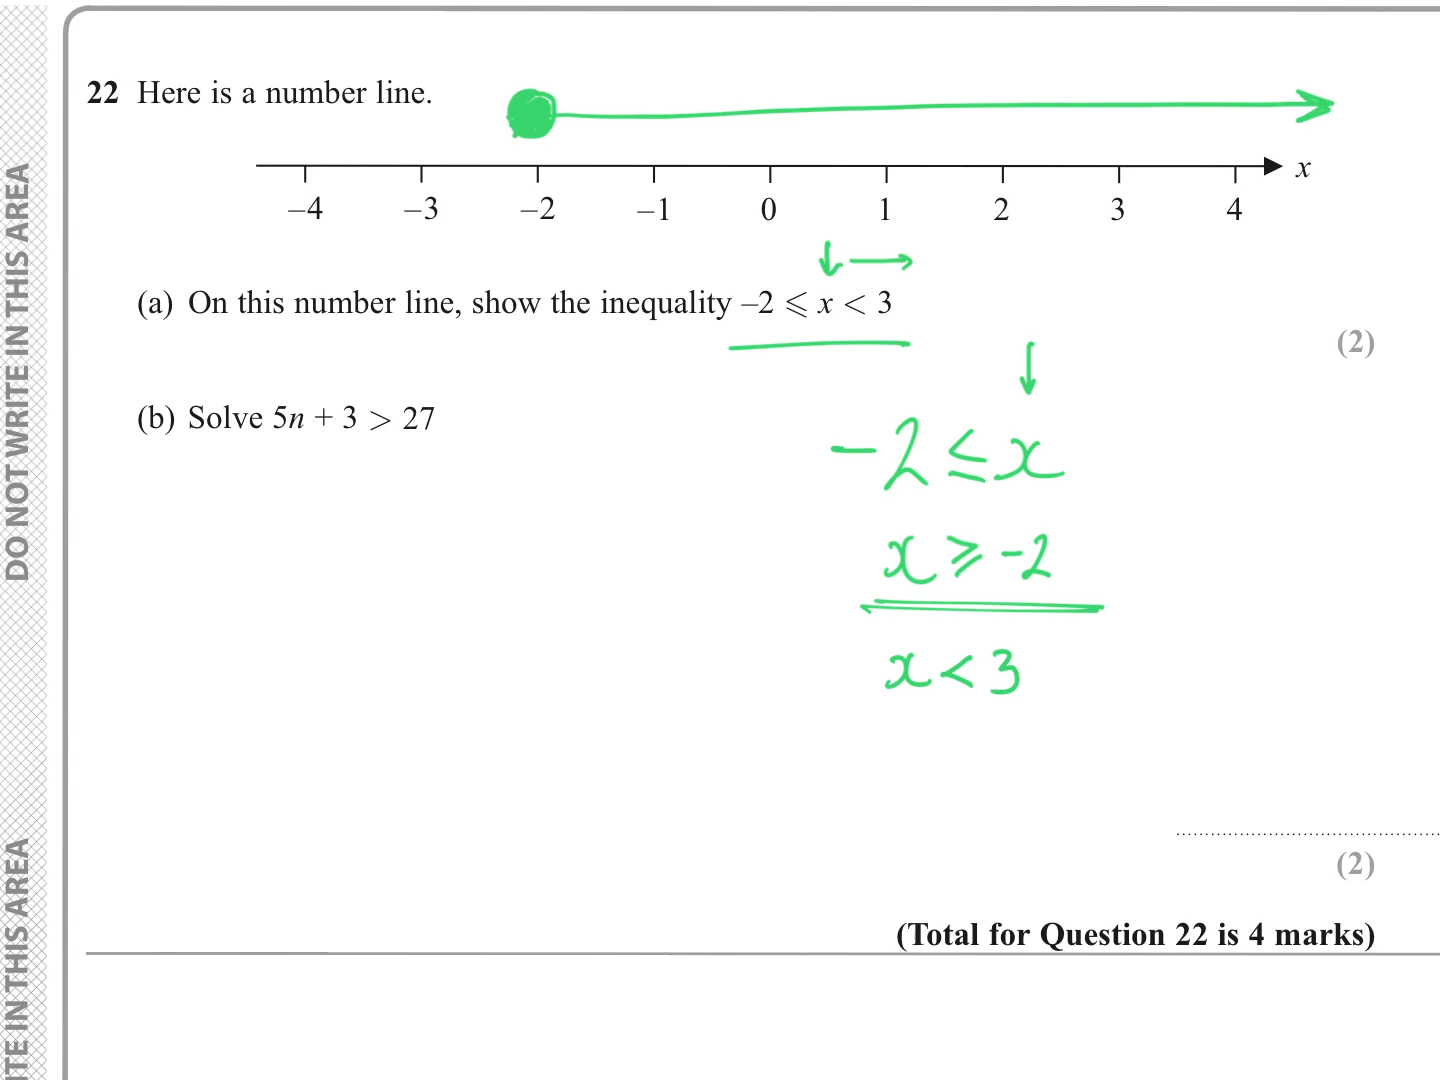 DO NOT WRITE IN THIS AREA
22 Here is a number line.
–4 –3 –2 –1 0 1 2 3 4 x
(a) On this number line, show the inequality –2 ⩽ x < 3
(2)
(b) Solve 5n + 3 > 27
-2 ≤ x
x ⩾ -2
x < 3
(2)
(Total for Question 22 is 4 marks)
ITE IN THIS AREA